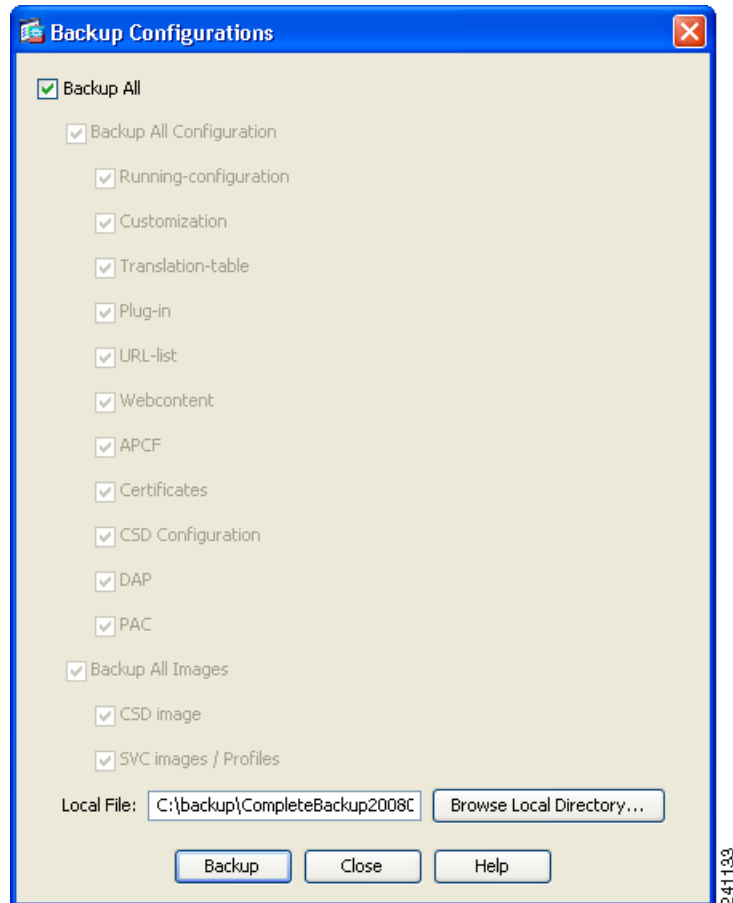 Backup Configurations
Backup All
Backup All Configuration
Running-configuration
Customization
Translation-table
Plug-in
URL-list
Webcontent
APCF
Certificates
CSD Configuration
DAP
PAC
Backup All Images
CSD image
SVC images / Profiles
Local File: C:\backup\CompleteBackup2008C Browse Local Directory...
Backup Close Help
241133